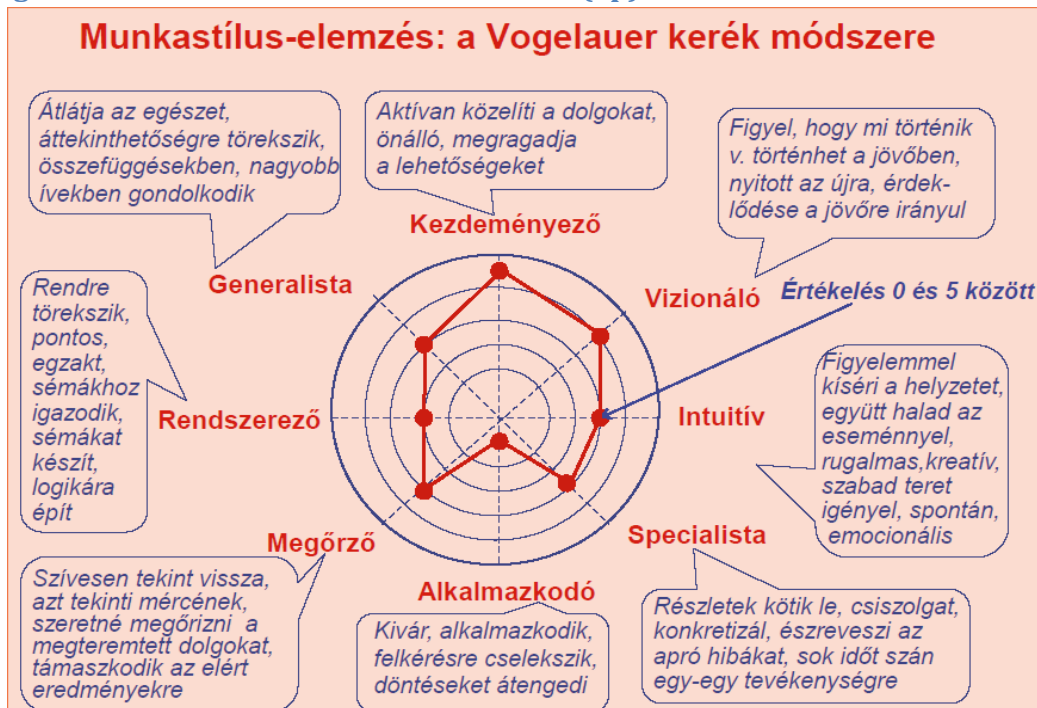 Munkastílus-elemzés: a Vogelauer kerék módszere
Átlátja az egészet,
áttekinthetőségre törekszik,
összefüggésekben, nagyobb
ívekben gondolkodik
Aktívan közelíti a dolgokat,
önálló, megragadja
a lehetőségeket
Figyel, hogy mi történik
v. történhet a jövőben,
nyitott az újra, érdek-
lődése a jövőre irányul
Kezdeményező
Generalista
Vizionáló
Értékelés 0 és 5 között
Rendre
törekszik,
pontos,
egzakt,
sémákhoz
igazodik,
sémákat
készít,
logikára
épít
Rendszerező
Intuitív
Figyelemmel
kíséri a helyzetet,
együtt halad az
eseménnyel,
rugalmas,kreatív,
szabad teret
igényel, spontán,
emocionális
Megőrző
Specialista
Alkalmazkodó
Szívesen tekint vissza,
azt tekinti mércének,
szeretné megőrizni a
megteremtett dolgokat,
támaszkodik az elért
eredményekre
Kivár, alkalmazkodik,
felkérésre cselekszik,
döntéseket átengedi
Részletek kötik le, csiszolgat,
konkretizál, észreveszi az
apró hibákat, sok időt szán
egy-egy tevékenységre